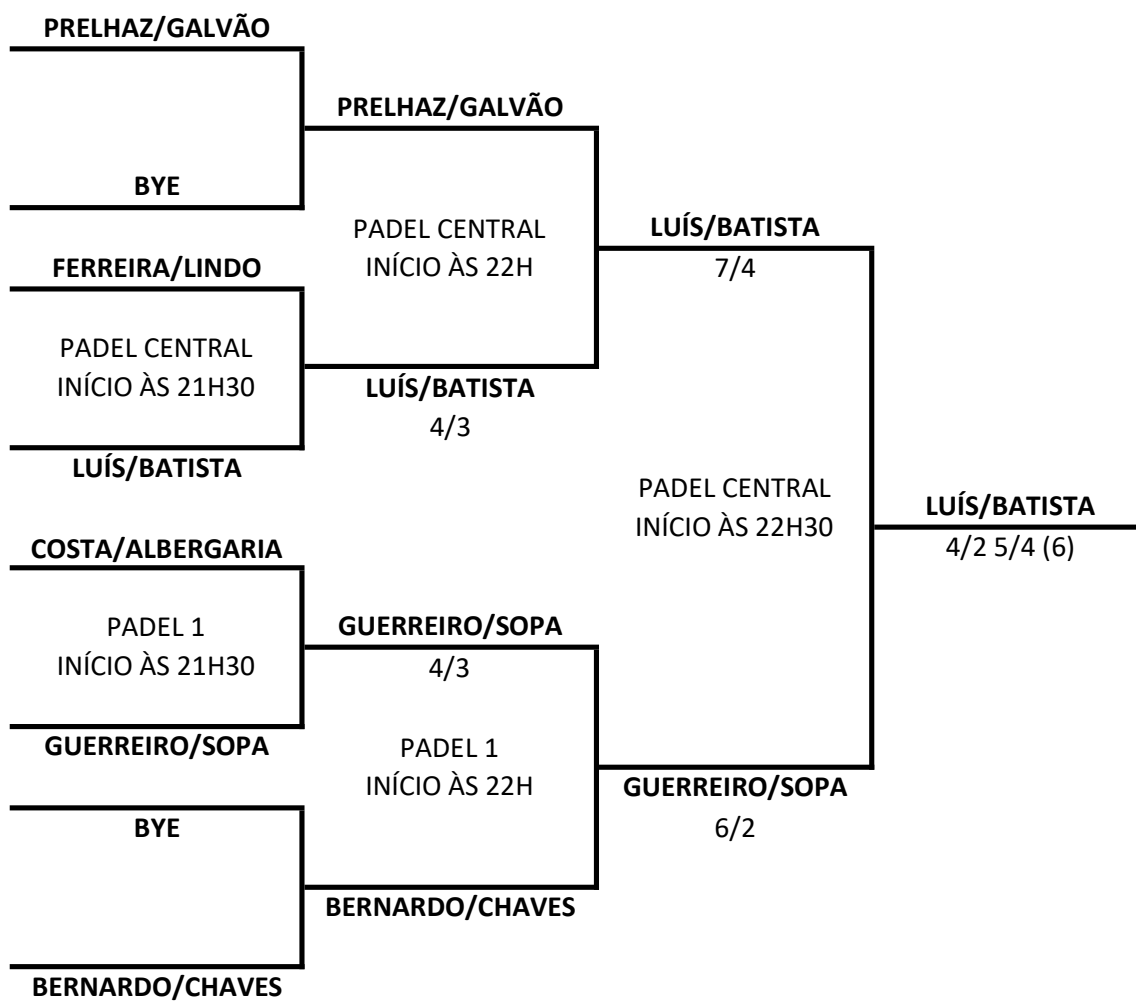 PRELHAZ/GALVÃO
BYE
FERREIRA/LINDO
PADEL CENTRAL
INÍCIO ÀS 21H30
LUÍS/BATISTA
COSTA/ALBERGARIA
PADEL 1
INÍCIO ÀS 21H30
GUERREIRO/SOPA
BYE
BERNARDO/CHAVES
PRELHAZ/GALVÃO
PADEL CENTRAL
INÍCIO ÀS 22H
LUÍS/BATISTA
4/3
GUERREIRO/SOPA
4/3
PADEL 1
INÍCIO ÀS 22H
BERNARDO/CHAVES
LUÍS/BATISTA
7/4
PADEL CENTRAL
INÍCIO ÀS 22H30
GUERREIRO/SOPA
6/2
LUÍS/BATISTA
4/2 5/4 (6)